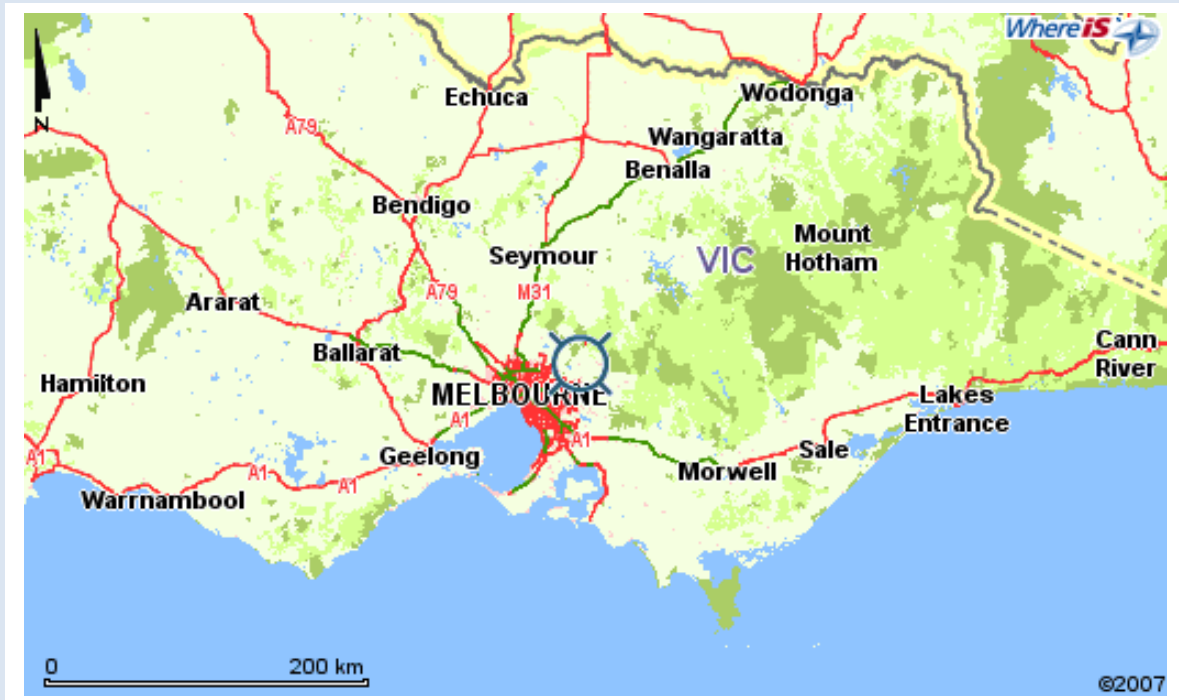 WhereiS
N
Echuca
Wodonga
A79
Wangaratta
Benalla
Bendigo
Seymour
VIC
Mount
Hotham
A79
M31
Ararat
Ballarat
Cann
River
Hamilton
MELBOURNE
Lakes
Entrance
A1
A1
Sale
Geelong
A1
A1
A1
Morwell
Warrnambool
0 200 km
©2007